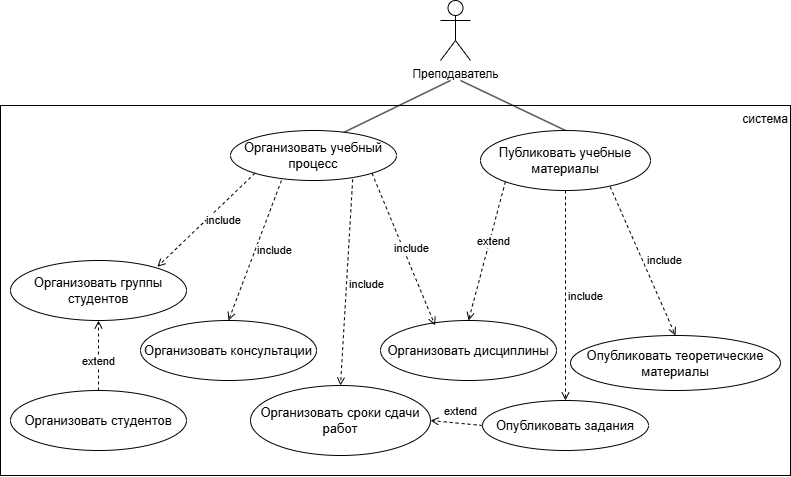 Преподаватель
система
Организовать учебный
процесс
Публиковать учебные
материалы
include
include
include
include
extend
include
include
Организовать группы
студентов
Организовать консультации
Организовать дисциплины
Опубликовать теоретические
материалы
extend
Организовать студентов
Организовать сроки сдачи
работ
extend
Опубликовать задания